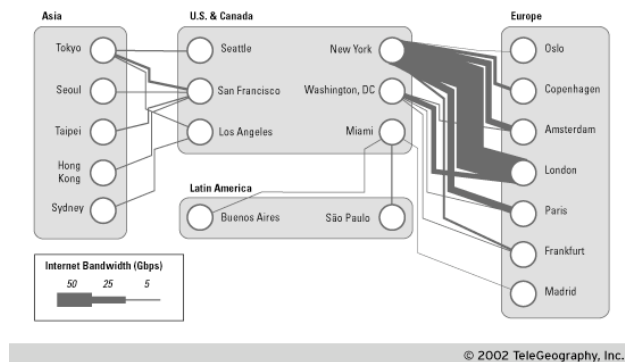 Asia
U.S. & Canada
Europe
Tokyo
Seattle
New York
Oslo
Seoul
San Francisco
Washington, DC
Copenhagen
Taipei
Los Angeles
Miami
Amsterdam
Hong
Kong
London
Latin America
Sydney
Buenos Aires
São Paulo
Paris
Frankfurt
Madrid
Internet Bandwidth (Gbps)
50 25 5
© 2002 TeleGeography, Inc.